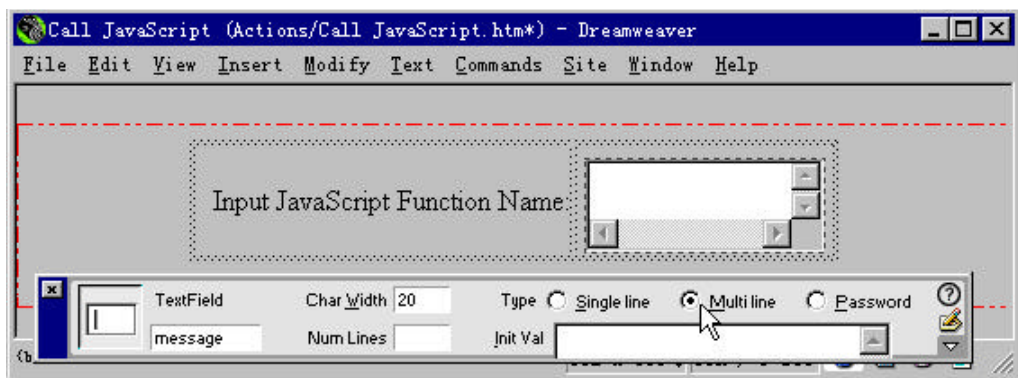 Call JavaScript (Actions/Call JavaScript.htm*) - Dreamweaver
File Edit View Insert Modify Text Commands Site Window Help
Input JavaScript Function Name:
TextField Char Width 20 Type Single line Multi line Password
message Num Lines Init Val